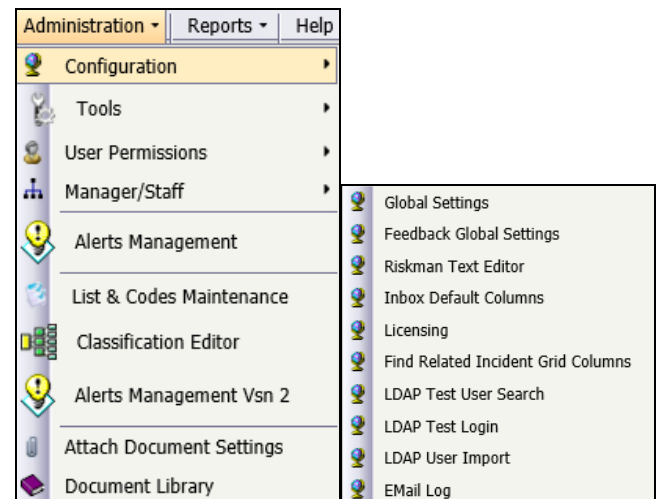 Administration Reports Help
Configuration
Tools
User Permissions
Manager/Staff
Alerts Management
List & Codes Maintenance
Classification Editor
Alerts Management Vsn 2
Attach Document Settings
Document Library
Global Settings
Feedback Global Settings
Riskman Text Editor
Inbox Default Columns
Licensing
Find Related Incident Grid Columns
LDAP Test User Search
LDAP Test Login
LDAP User Import
EMail Log